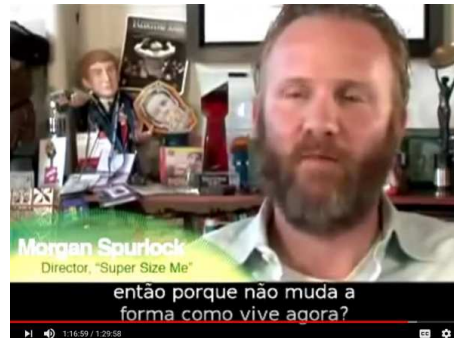 Morgan Spurlock
Director, "Super Size Me"
então porque não muda a
forma como vive agora?
1:16:59 / 1:29:58
CC